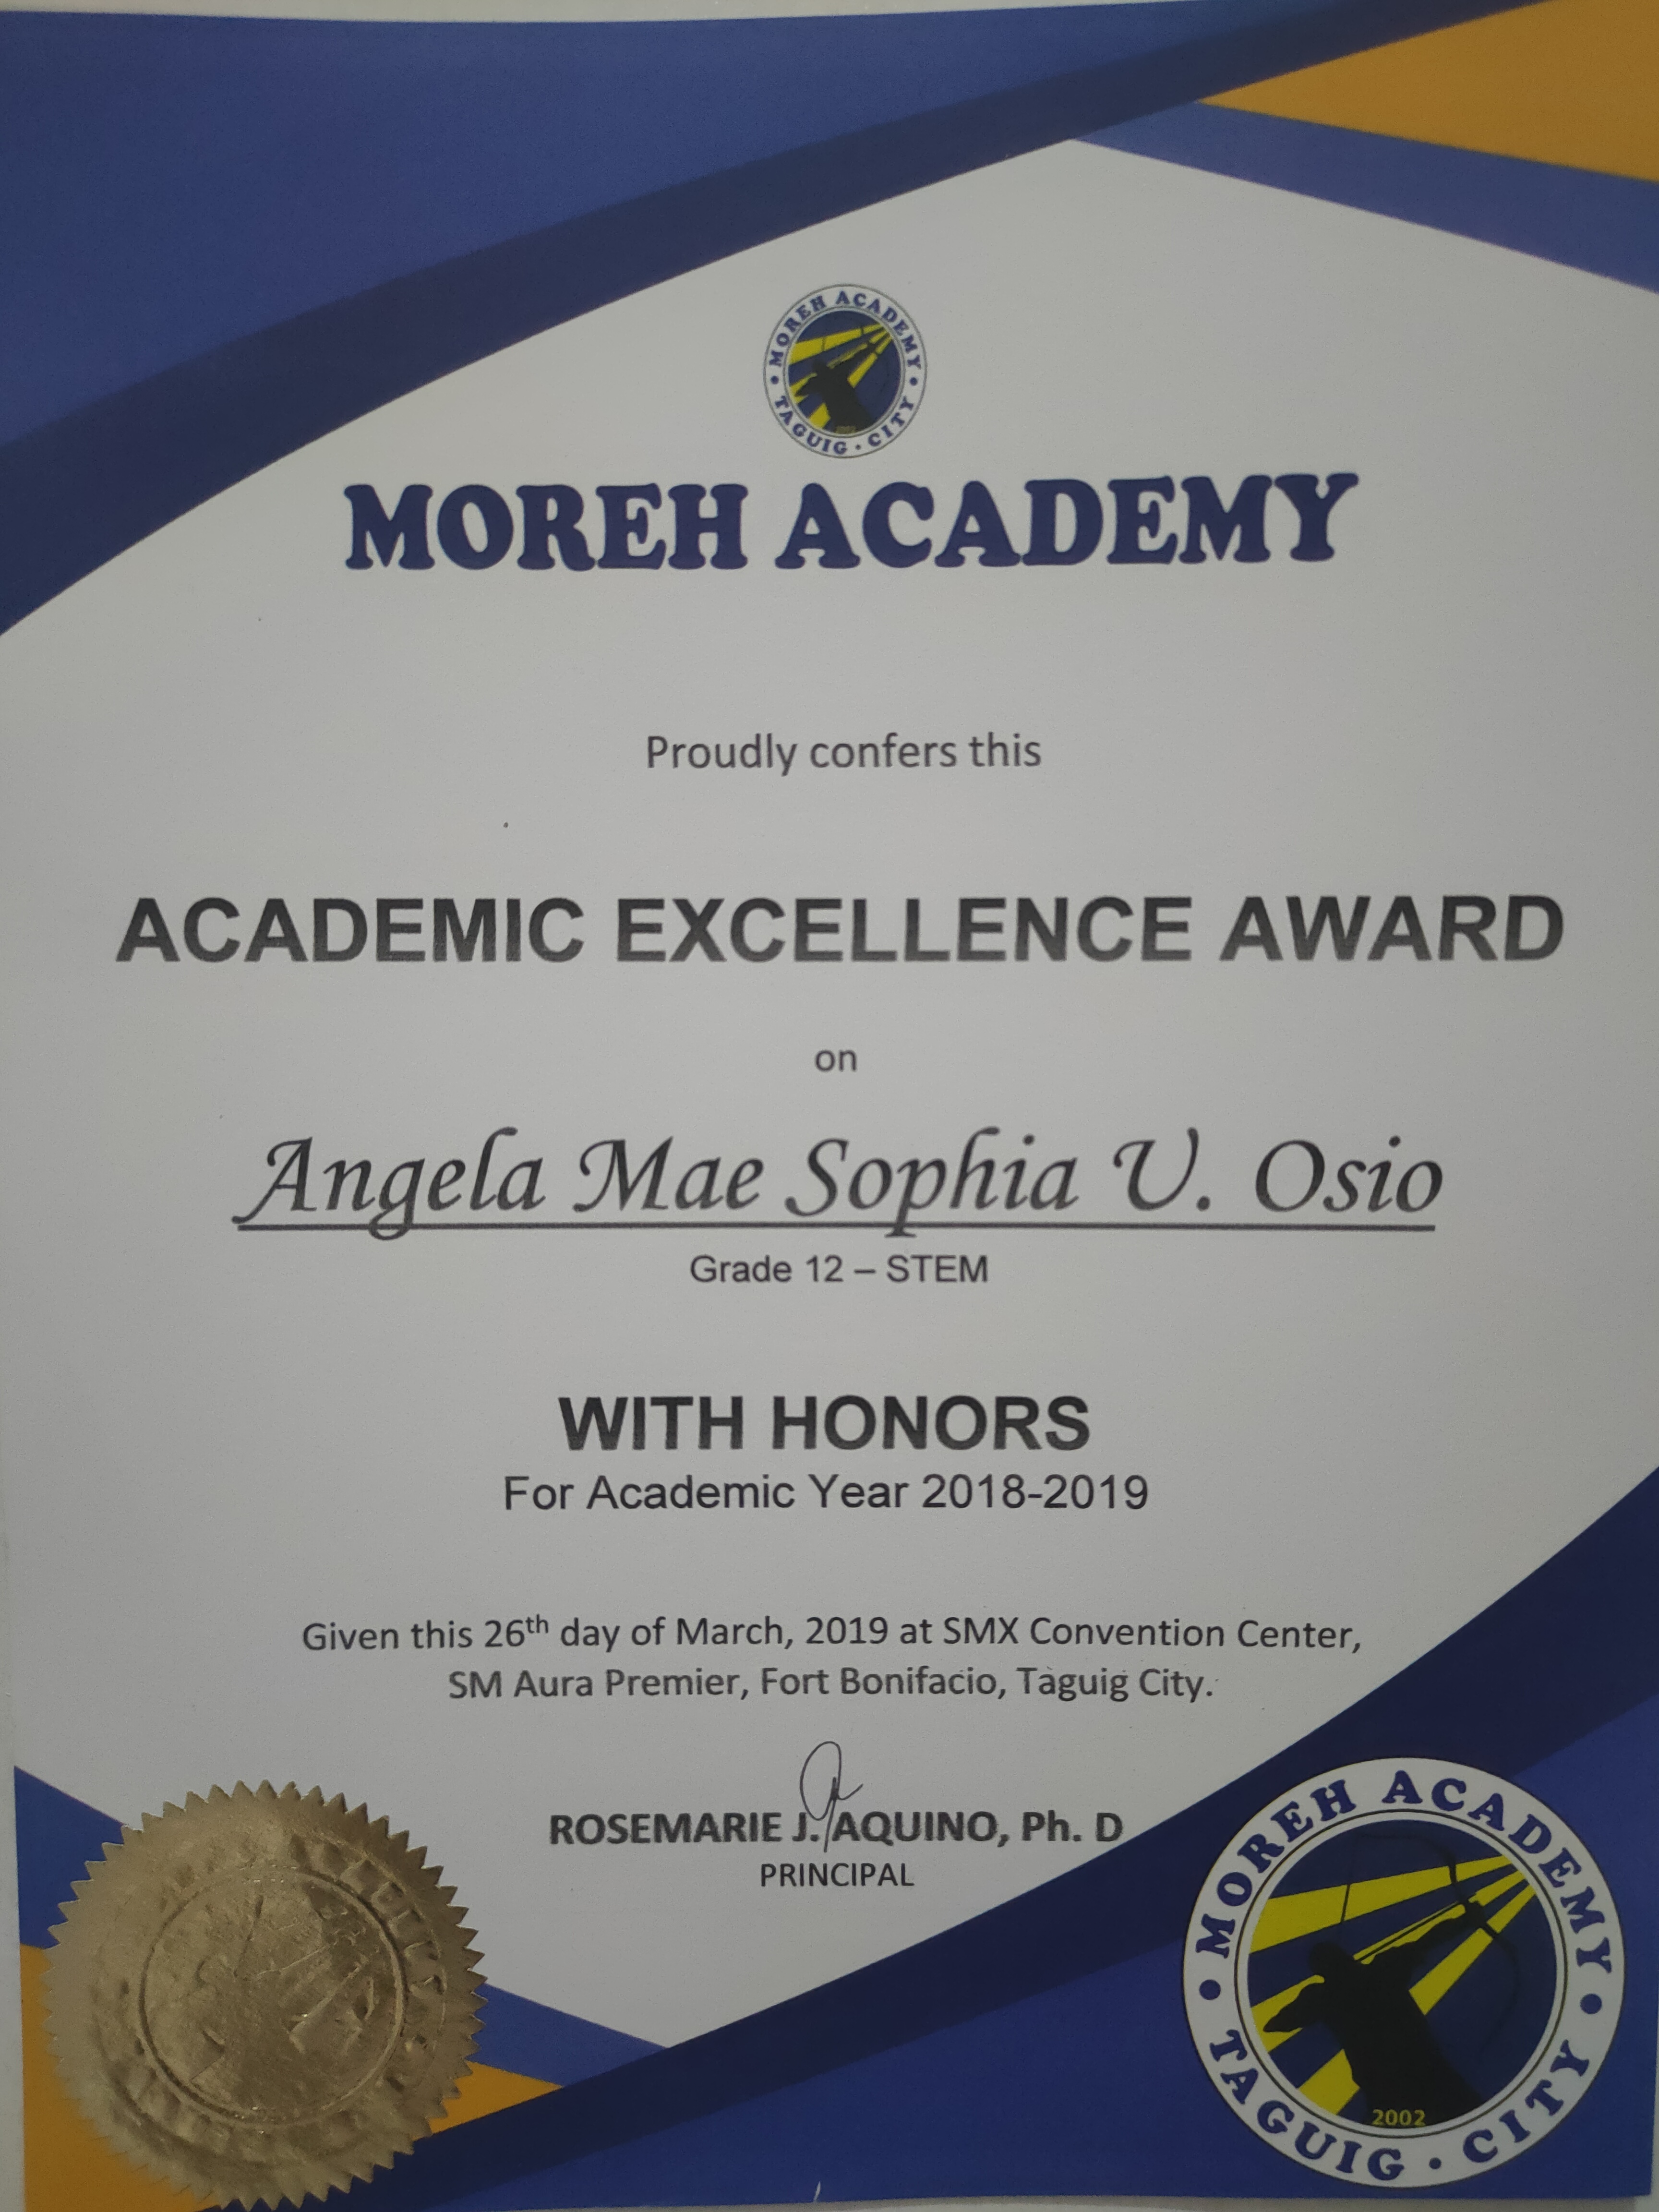 MOREH ACADEMY
TAGUIG · CITY
2002
MOREH ACADEMY
Proudly confers this
ACADEMIC EXCELLENCE AWARD
on
Angela Mae Sophia U. Osio
Grade 12 – STEM
WITH HONORS
For Academic Year 2018-2019
Given this 26th day of March, 2019 at SMX Convention Center,
SM Aura Premier, Fort Bonifacio, Taguig City.
ROSEMARIE J. AQUINO, Ph. D
PRINCIPAL
MOREH ACADEMY
TAGUIG · CITY
2002